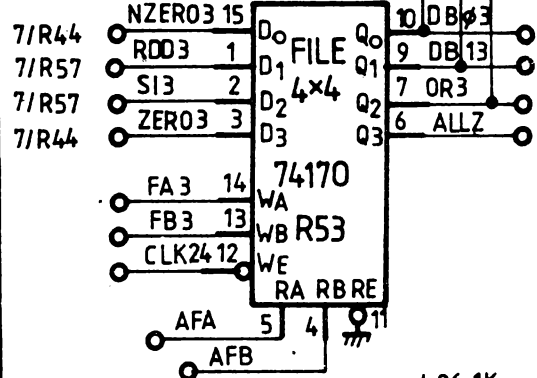 7/R44 NZERO3 15 D0 Q0 10 DBφ3
7/R57 RDD3 1 D1 FILE Q1 9 DB13
7/R57 SI3 2 D2 4×4 Q2 7 OR3
7/R44 ZERO3 3 D3 Q3 6 ALLZ
74170
FA3 14 WA
FB3 13 WB R53
CLK24 12 WE
RA RB RE
AFA 5 4 11
AFB